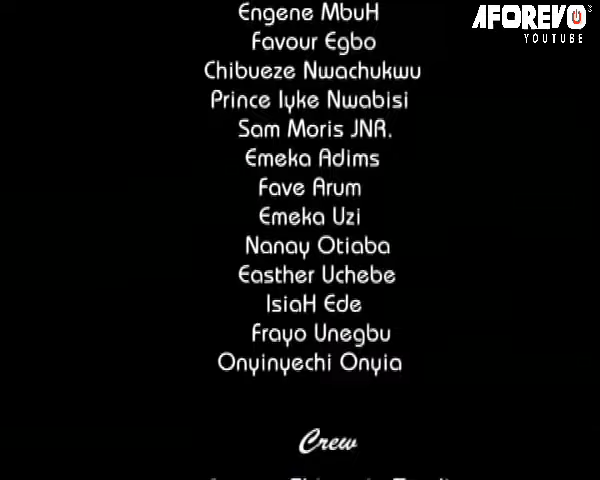 Engene MbuH
Favour Egbo
Chibueze Nwachukwu
Prince Iyke Nwabisi
Sam Moris JNR.
Emeka Adims
Fave Arum
Emeka Uzi
Nanay Otiaba
Easther Uchebe
IsiaH Ede
Frayo Unegbu
Onyinyechi Onyia
Crew
AFOREVO
YOUTUBE